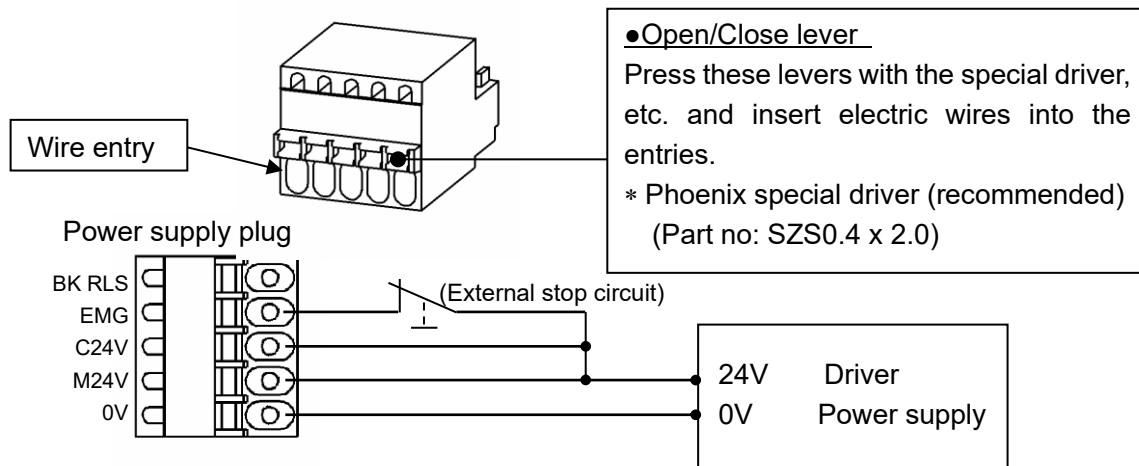 ●Open/Close lever
Press these levers with the special driver,
etc. and insert electric wires into the
entries.
* Phoenix special driver (recommended)
(Part no: SZS0.4 x 2.0)
Wire entry
Power supply plug
BK RLS
EMG
C24V
M24V
0V
(External stop circuit)
24V Driver
0V Power supply